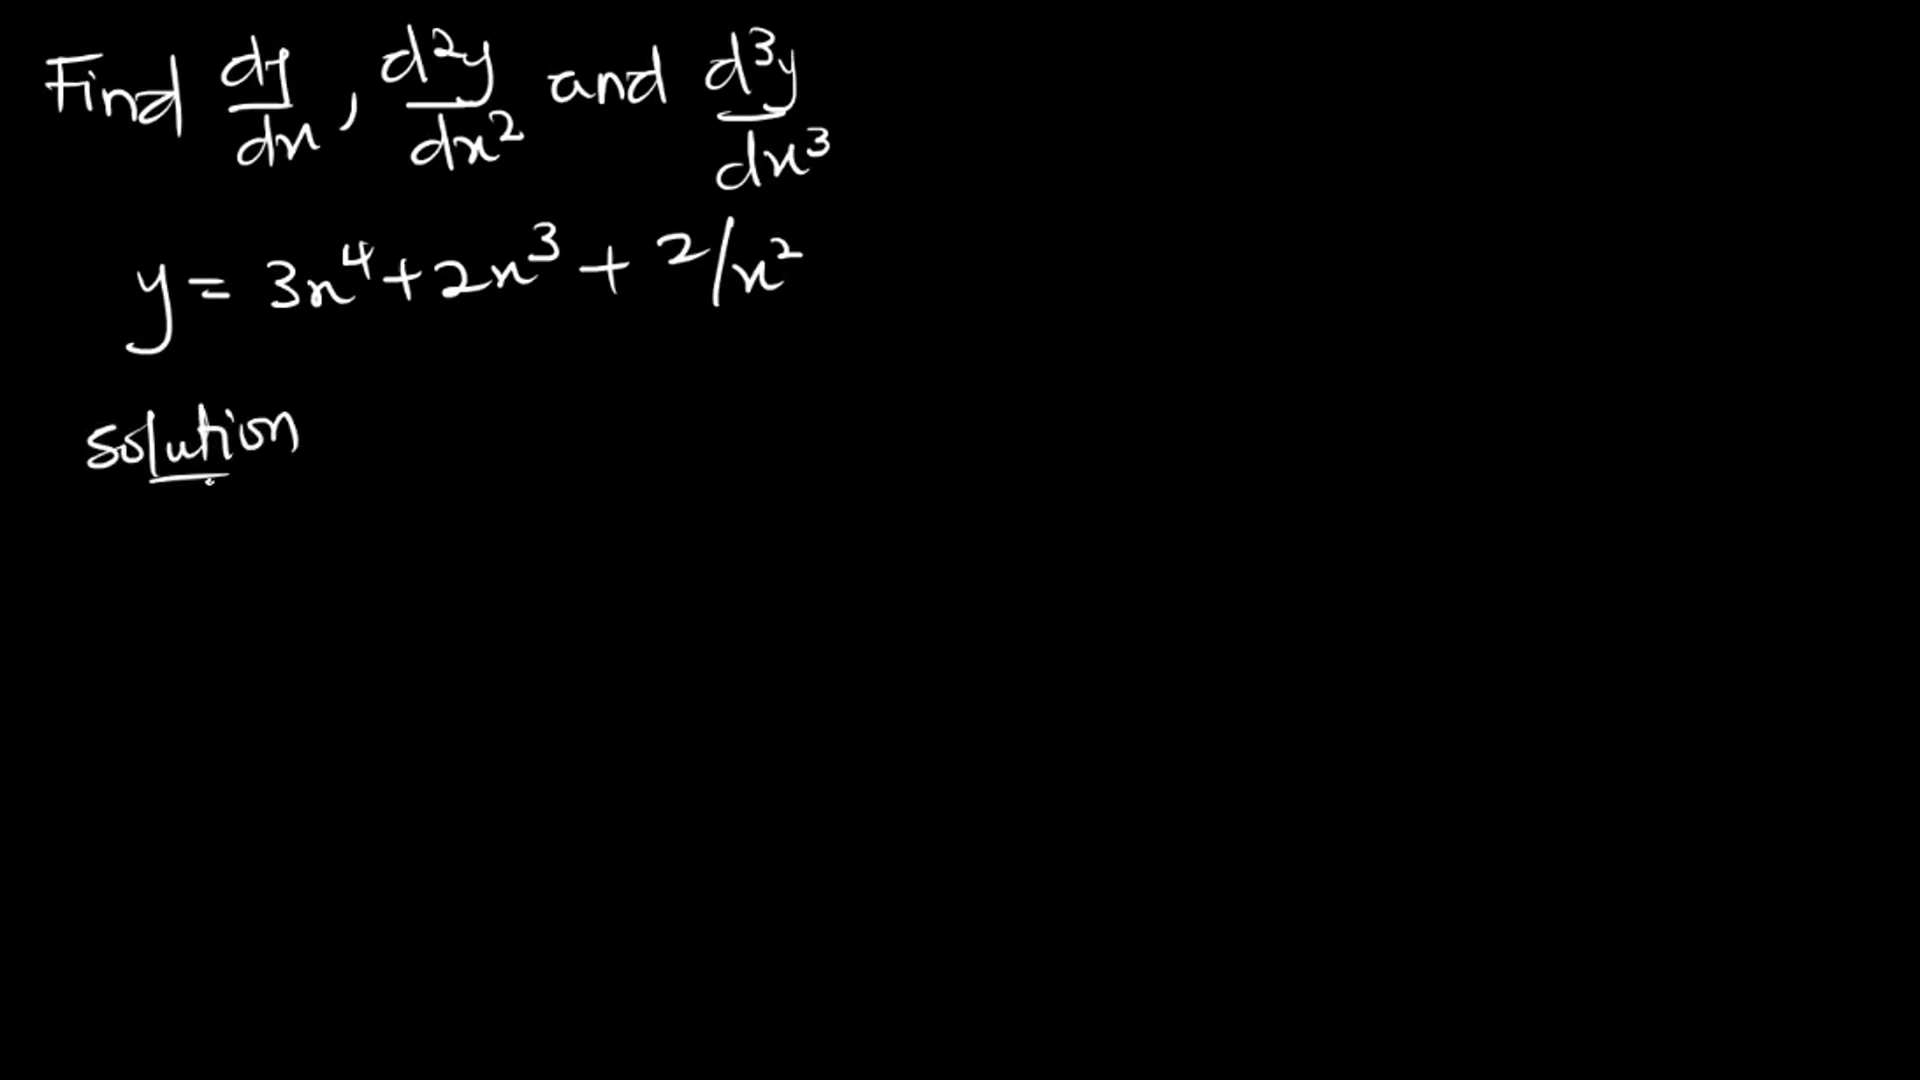 Find dy/dx, d²y/dx² and d³y/dx³
y = 3x⁴+2x³ + 2/x²
solution